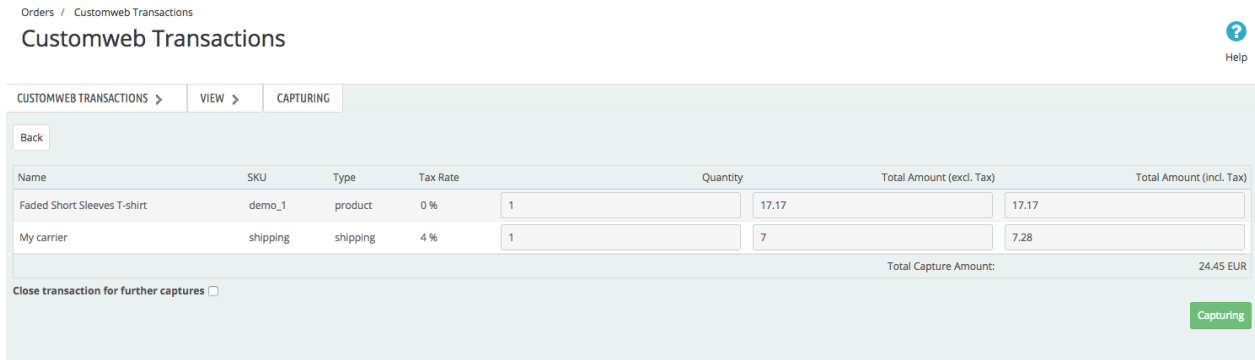 Orders / Customweb Transactions
Customweb Transactions
?
Help
CUSTOMWEB TRANSACTIONS > VIEW > CAPTURING
Back
Name SKU Type Tax Rate Quantity Total Amount (excl. Tax) Total Amount (incl. Tax)
Faded Short Sleeves T-shirt demo_1 product 0 % 1 17.17 17.17
My carrier shipping shipping 4 % 1 7 7.28
Total Capture Amount: 24.45 EUR
Close transaction for further captures
Capturing